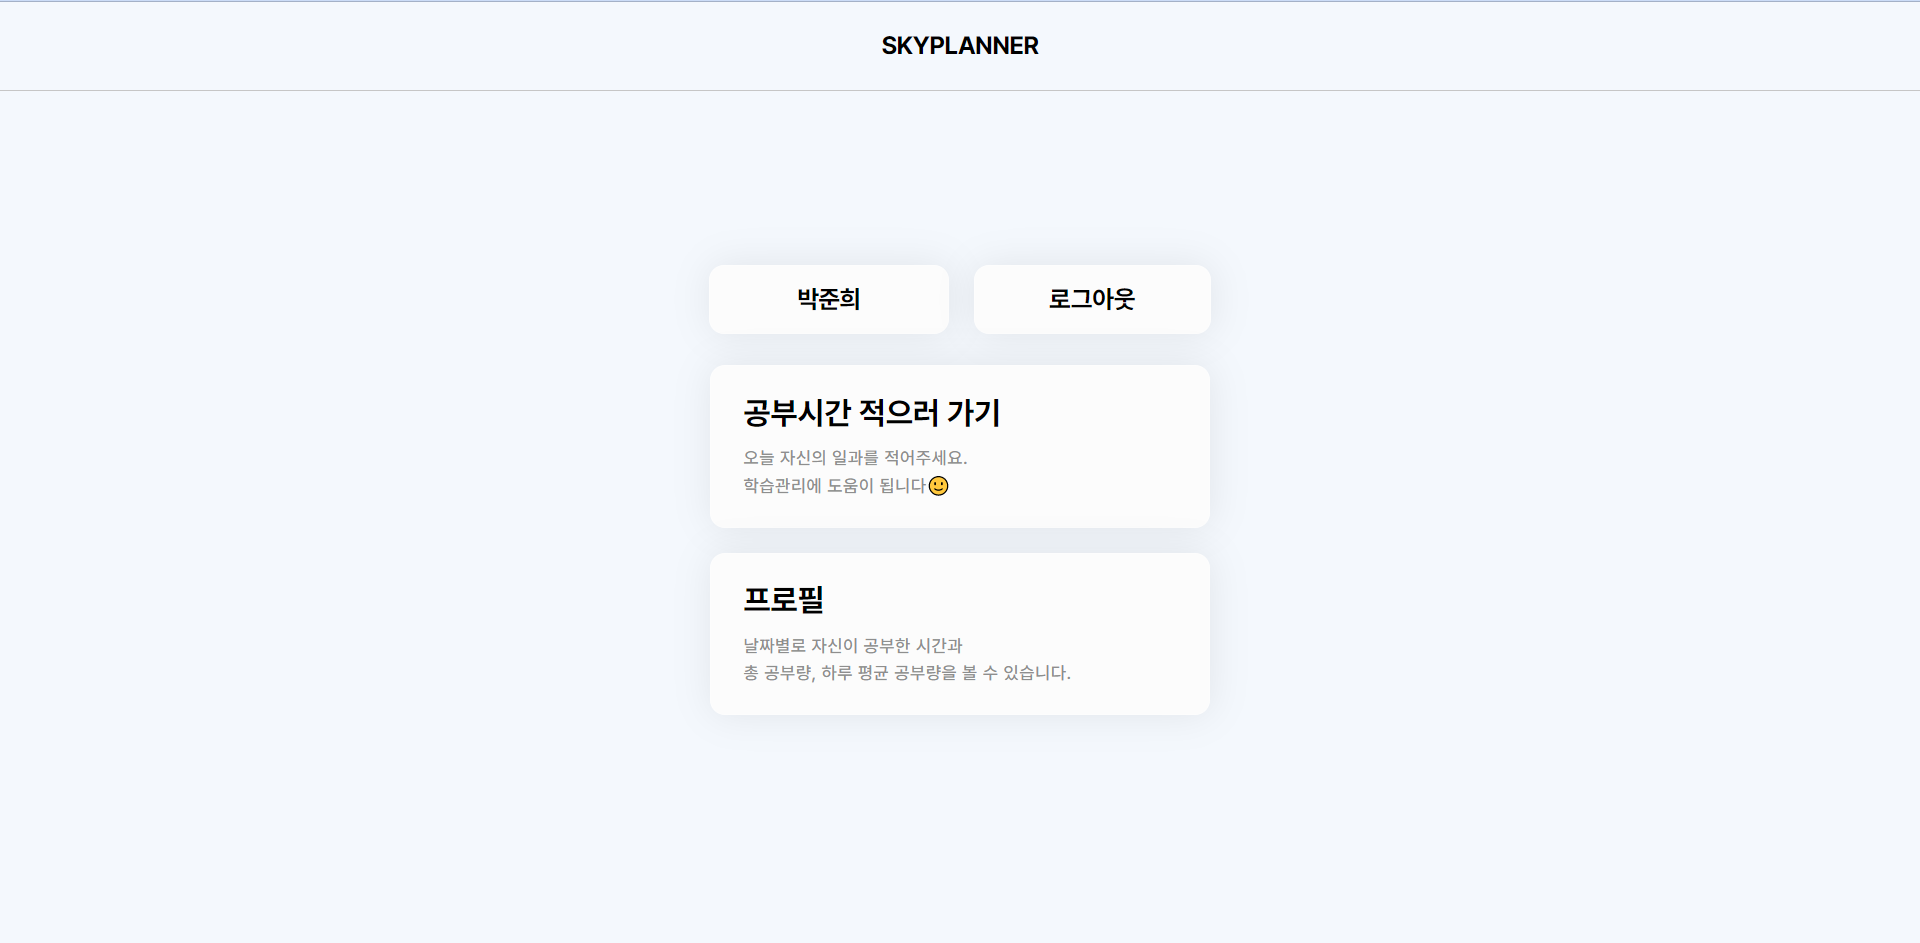 SKYPLANNER
박준희
로그아웃
공부시간 적으러 가기
오늘 자신의 일과를 적어주세요.
학습관리에 도움이 됩니다🙂
프로필
날짜별로 자신이 공부한 시간과
총 공부량, 하루 평균 공부량을 볼 수 있습니다.